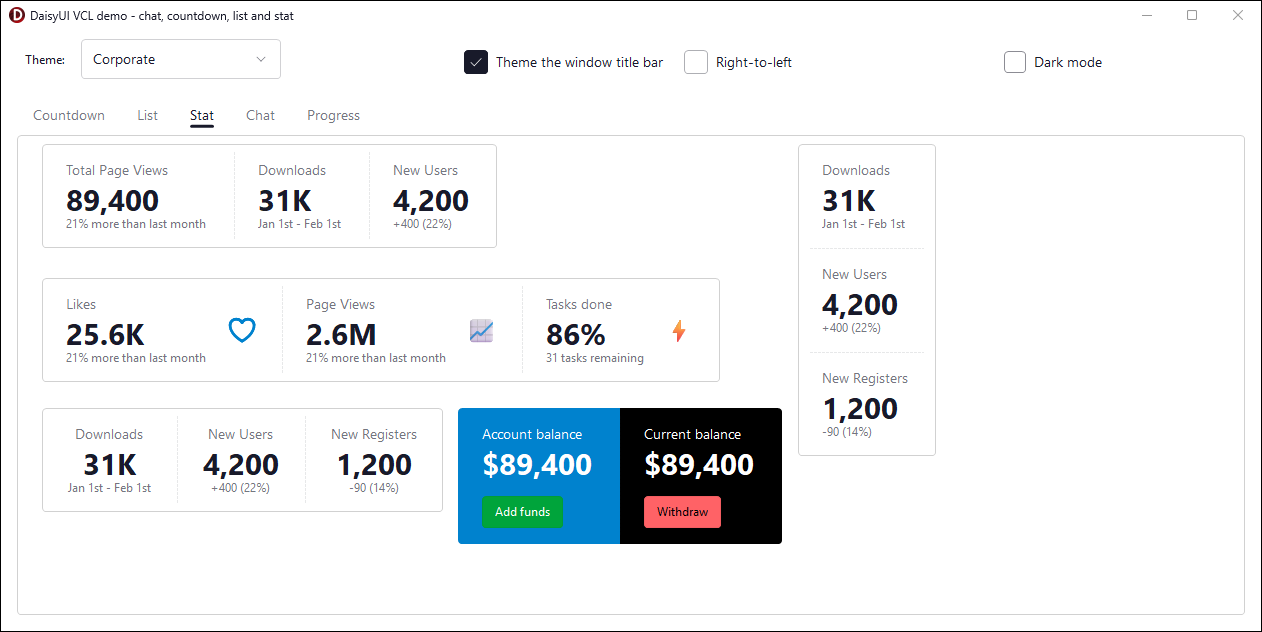 DaisyUI VCL demo - chat, countdown, list and stat
Theme:
Corporate
Theme the window title bar
Right-to-left
Dark mode
Countdown
List
Stat
Chat
Progress
Total Page Views
89,400
21% more than last month
Downloads
31K
Jan 1st - Feb 1st
New Users
4,200
+400 (22%)
Likes
25.6K
21% more than last month
Page Views
2.6M
21% more than last month
Tasks done
86%
31 tasks remaining
Downloads
31K
Jan 1st - Feb 1st
New Users
4,200
+400 (22%)
New Registers
1,200
-90 (14%)
Account balance
$89,400
Add funds
Current balance
$89,400
Withdraw
Downloads
31K
Jan 1st - Feb 1st
New Users
4,200
+400 (22%)
New Registers
1,200
-90 (14%)